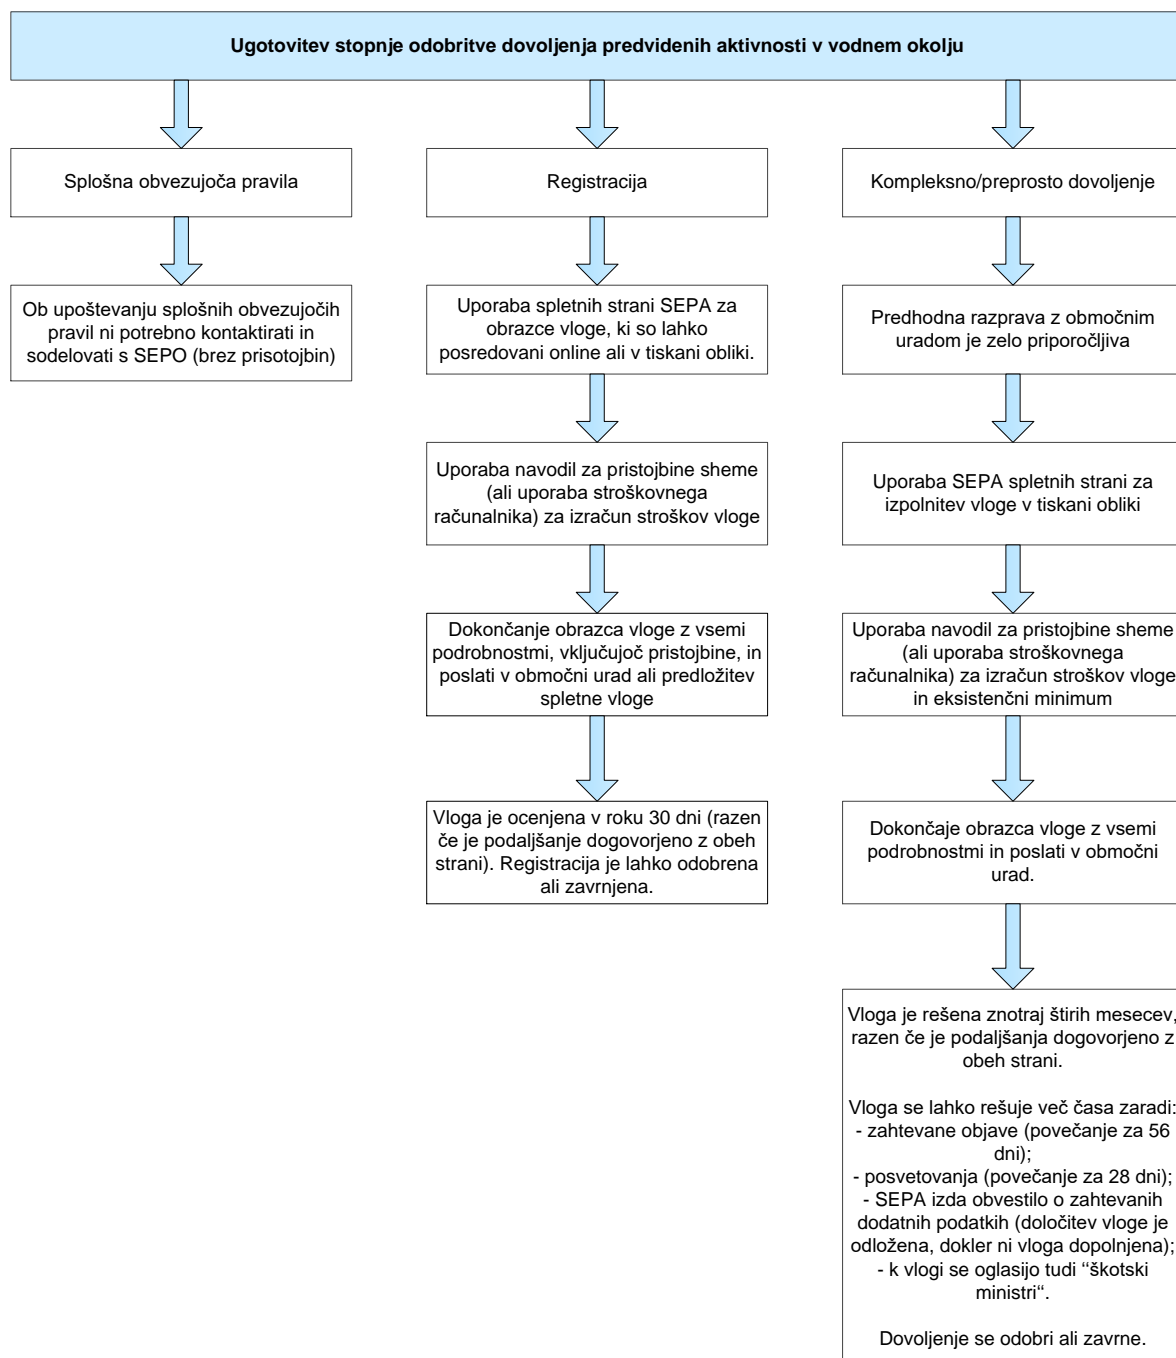 Ugotovitev stopnje odobritve dovoljenja predvidenih aktivnosti v vodnem okolju
Splošna obvezujoča pravila
Registracija
Kompleksno/preprosto dovoljenje
Ob upoštevanju splošnih obvezujočih
pravil ni potrebno kontaktirati in
sodelovati s SEPO (brez prisotojbin)
Uporaba spletnih strani SEPA za
obrazce vloge, ki so lahko
posredovani online ali v tiskani obliki.
Predhodna razprava z območnim
uradom je zelo priporočljiva
Uporaba navodil za pristojbine sheme
(ali uporaba stroškovnega
računalnika) za izračun stroškov vloge
Uporaba SEPA spletnih strani za
izpolnitev vloge v tiskani obliki
Dokončanje obrazca vloge z vsemi
podrobnostmi, vključujoč pristojbine, in
poslati v območni urad ali predložitev
spletne vloge
Uporaba navodil za pristojbine sheme
(ali uporaba stroškovnega
računalnika) za izračun stroškov vloge
in eksistenčni minimum
Vloga je ocenjena v roku 30 dni (razen
če je podaljšanje dogovorjeno z obeh
strani). Registracija je lahko odobrena
ali zavrnjena.
Dokončaje obrazca vloge z vsemi
podrobnostmi in poslati v območni
urad.
Vloga je rešena znotraj štirih mesecev,
razen če je podaljšanja dogovorjeno z
obeh strani.
Vloga se lahko rešuje več časa zaradi:
- zahtevane objave (povečanje za 56
dni);
- posvetovanja (povečanje za 28 dni);
- SEPA izda obvestilo o zahtevanih
dodatnih podatkih (določitev vloge je
odložena, dokler ni vloga dopolnjena);
- k vlogi se oglasijo tudi “škotski
ministri“.
Dovoljenje se odobri ali zavrne.